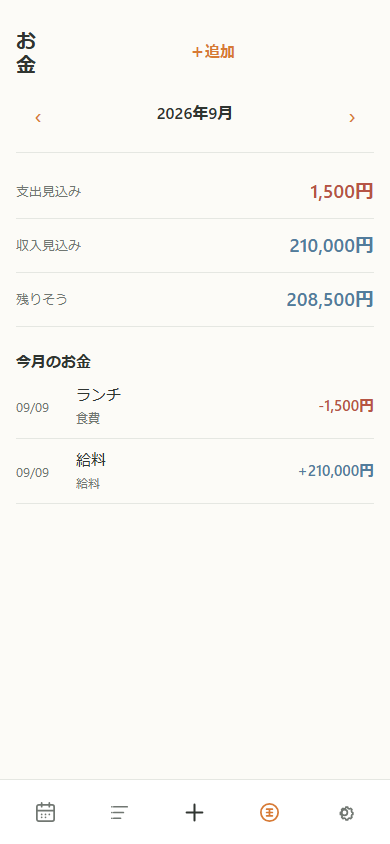 お
金
＋追加
‹
2026年9月
›
支出見込み
1,500円
収入見込み
210,000円
残りそう
208,500円
今月のお金
09/09
ランチ
食費
-1,500円
09/09
給料
給料
+210,000円